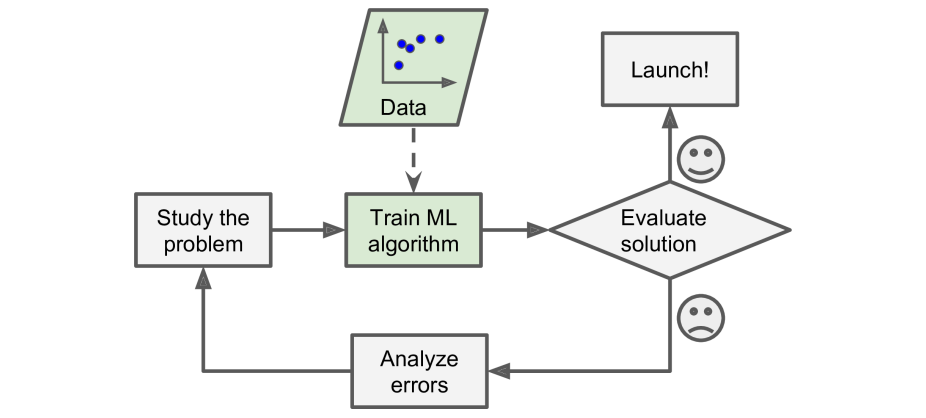 Data
Launch!
Study the
problem
Train ML
algorithm
Evaluate
solution
Analyze
errors